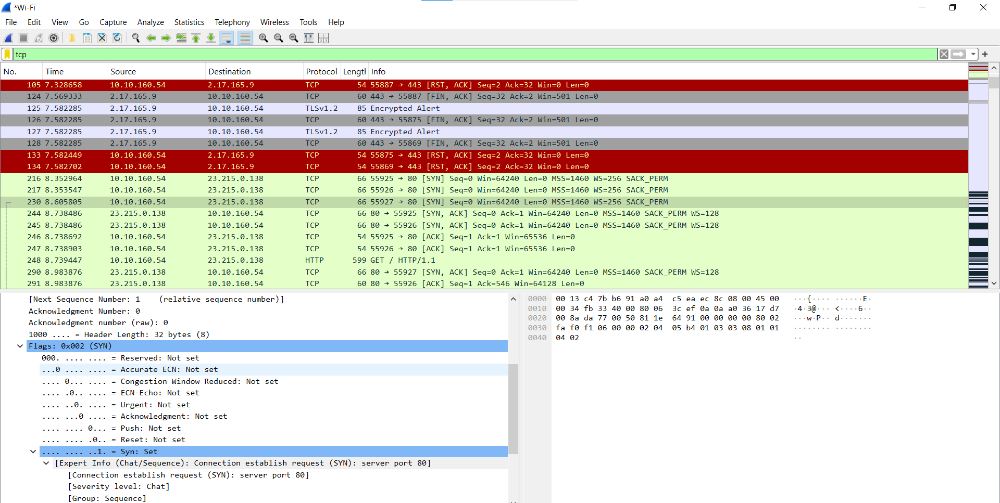 *Wi-Fi
File Edit View Go Capture Analyze Statistics Telephony Wireless Tools Help
tcp
No. Time Source Destination Protocol Length Info
105 7.328658 10.10.160.54 2.17.165.9 TCP 54 55887 → 443 [RST, ACK] Seq=2 Ack=32 Win=0 Len=0
124 7.569333 2.17.165.9 10.10.160.54 TCP 60 443 → 55887 [FIN, ACK] Seq=32 Ack=2 Win=501 Len=0
125 7.582285 2.17.165.9 10.10.160.54 TLSv1.2 85 Encrypted Alert
126 7.582285 2.17.165.9 10.10.160.54 TCP 60 443 → 55875 [FIN, ACK] Seq=32 Ack=2 Win=501 Len=0
127 7.582285 2.17.165.9 10.10.160.54 TLSv1.2 85 Encrypted Alert
128 7.582285 2.17.165.9 10.10.160.54 TCP 60 443 → 55869 [FIN, ACK] Seq=32 Ack=2 Win=501 Len=0
133 7.582449 10.10.160.54 2.17.165.9 TCP 54 55875 → 443 [RST, ACK] Seq=2 Ack=32 Win=0 Len=0
134 7.582702 10.10.160.54 2.17.165.9 TCP 54 55869 → 443 [RST, ACK] Seq=2 Ack=32 Win=0 Len=0
216 8.352964 10.10.160.54 23.215.0.138 TCP 66 55925 → 80 [SYN] Seq=0 Win=64240 Len=0 MSS=1460 WS=256 SACK_PERM
217 8.353547 10.10.160.54 23.215.0.138 TCP 66 55926 → 80 [SYN] Seq=0 Win=64240 Len=0 MSS=1460 WS=256 SACK_PERM
230 8.605805 10.10.160.54 23.215.0.138 TCP 66 55927 → 80 [SYN] Seq=0 Win=64240 Len=0 MSS=1460 WS=256 SACK_PERM
244 8.738486 23.215.0.138 10.10.160.54 TCP 66 80 → 55925 [SYN, ACK] Seq=0 Ack=1 Win=64240 Len=0 MSS=1460 SACK_PERM WS=128
245 8.738486 23.215.0.138 10.10.160.54 TCP 66 80 → 55926 [SYN, ACK] Seq=0 Ack=1 Win=64240 Len=0 MSS=1460 SACK_PERM WS=128
246 8.738692 10.10.160.54 23.215.0.138 TCP 54 55925 → 80 [ACK] Seq=1 Ack=1 Win=65536 Len=0
247 8.738903 10.10.160.54 23.215.0.138 TCP 54 55926 → 80 [ACK] Seq=1 Ack=1 Win=65536 Len=0
248 8.739447 10.10.160.54 23.215.0.138 HTTP 599 GET / HTTP/1.1
290 8.983876 23.215.0.138 10.10.160.54 TCP 66 80 → 55927 [SYN, ACK] Seq=0 Ack=1 Win=64240 Len=0 MSS=1460 SACK_PERM WS=128
291 8.983876 23.215.0.138 10.10.160.54 TCP 60 80 → 55926 [ACK] Seq=1 Ack=546 Win=64128 Len=0
[Next Sequence Number: 1    (relative sequence number)]
Acknowledgment Number: 0
Acknowledgment number (raw): 0
1000 .... = Header Length: 32 bytes (8)
Flags: 0x002 (SYN)
000. .... .... = Reserved: Not set
...0 .... .... = Accurate ECN: Not set
.... 0... .... = Congestion Window Reduced: Not set
.... .0.. .... = ECN-Echo: Not set
.... ..0. .... = Urgent: Not set
.... ...0 .... = Acknowledgment: Not set
.... .... 0... = Push: Not set
.... .... .0.. = Reset: Not set
.... .... ..1. = Syn: Set
[Expert Info (Chat/Sequence): Connection establish request (SYN): server port 80]
[Connection establish request (SYN): server port 80]
[Severity level: Chat]
[Group: Sequence]
0000 00 13 c4 7b b6 91 a0 a4 c5 ea ec 8c 08 00 45 00 ···{···· ······E·
0010 00 34 fb 33 40 00 80 06 3c ef 0a 0a a0 36 17 d7 ·4·3@··· <····6··
0020 00 8a da 77 00 50 81 1e 64 91 00 00 00 00 80 02 ···w·P·· d·······
0030 fa f0 f1 06 00 00 02 04 05 b4 01 03 03 08 01 01 ········ ········
0040 04 02 ··